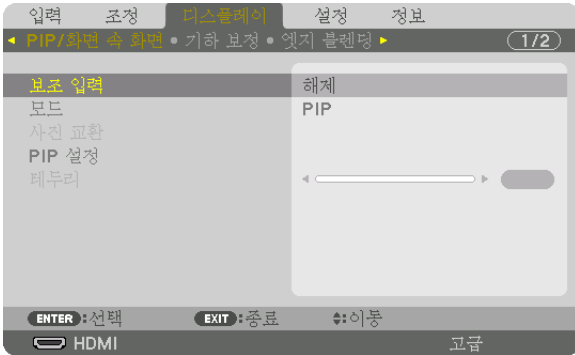 입력 조정 디스플레이 설정 정보
PIP/화면 속 화면 ● 기하 보정 ● 엣지 블렌딩 1/2
보조 입력 해제
모드 PIP
사진 교환
PIP 설정
테두리
ENTER :선택 EXIT :종료 :이동
HDMI 고급